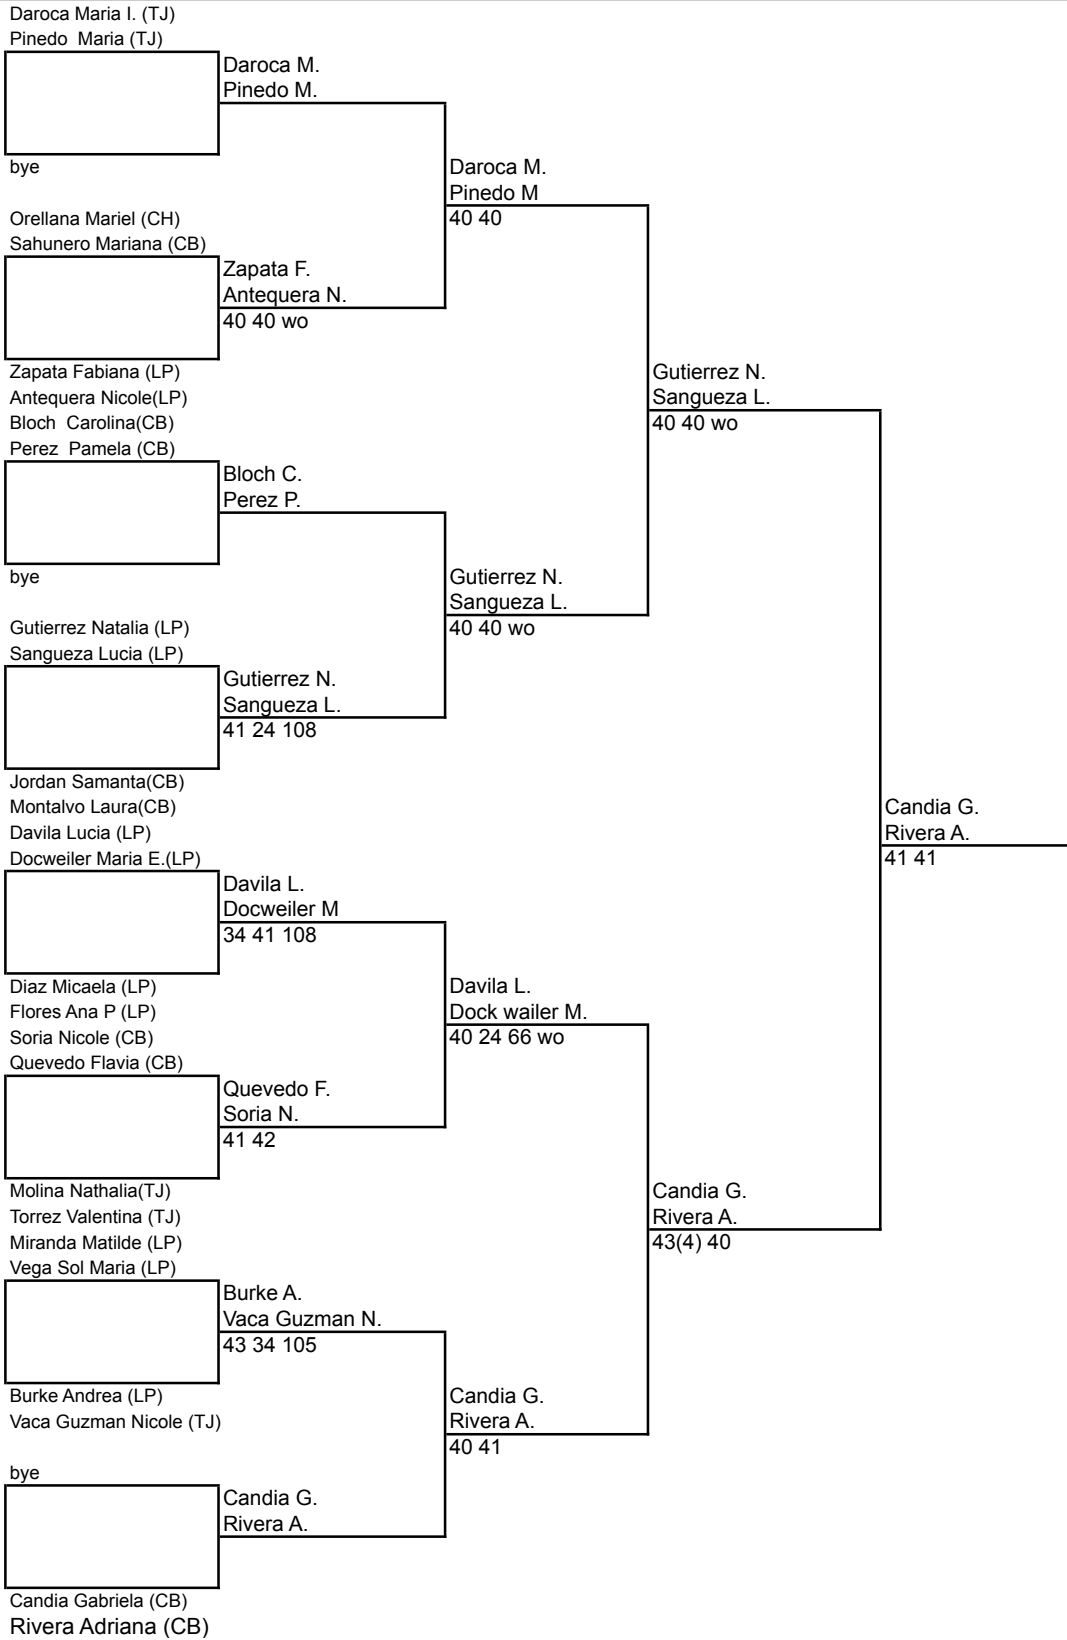 Daroca Maria I. (TJ)
Pinedo  Maria (TJ)
Daroca M.
Pinedo M.
bye
Daroca M.
Pinedo M
40 40
Orellana Mariel (CH)
Sahunero Mariana (CB)
Zapata F.
Antequera N.
40 40 wo
Zapata Fabiana (LP)
Antequera Nicole(LP)
Gutierrez N.
Sangueza L.
40 40 wo
Bloch  Carolina(CB)
Perez  Pamela (CB)
Bloch C.
Perez P.
bye
Gutierrez N.
Sangueza L.
40 40 wo
Gutierrez Natalia (LP)
Sangueza Lucia (LP)
Gutierrez N.
Sangueza L.
41 24 108
Jordan Samanta(CB)
Montalvo Laura(CB)
Candia G.
Rivera A.
41 41
Davila Lucia (LP)
Docweiler Maria E.(LP)
Davila L.
Docweiler M
34 41 108
Diaz Micaela (LP)
Flores Ana P (LP)
Davila L.
Dock wailer M.
40 24 66 wo
Soria Nicole (CB)
Quevedo Flavia (CB)
Quevedo F.
Soria N.
41 42
Molina Nathalia(TJ)
Torrez Valentina (TJ)
Candia G.
Rivera A.
43(4) 40
Miranda Matilde (LP)
Vega Sol Maria (LP)
Burke A.
Vaca Guzman N.
43 34 105
Burke Andrea (LP)
Vaca Guzman Nicole (TJ)
Candia G.
Rivera A.
40 41
bye
Candia G.
Rivera A.
Candia Gabriela (CB)
Rivera Adriana (CB)